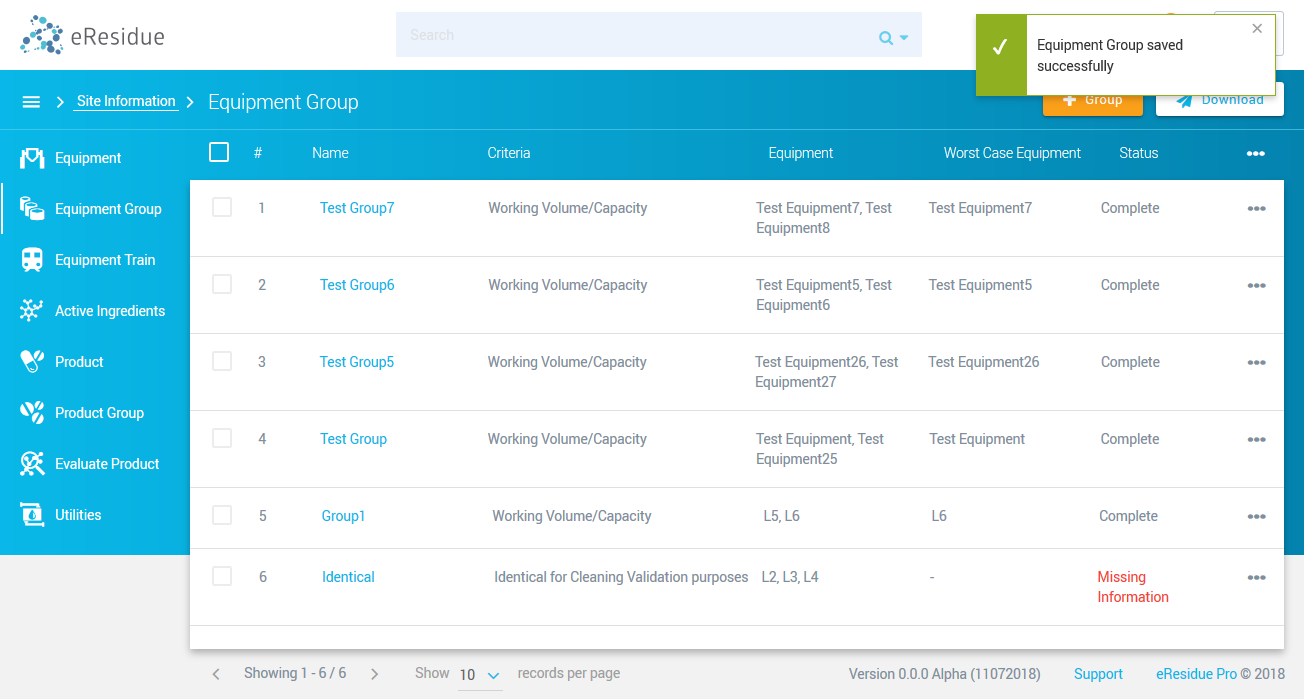 eResidue
Search
Equipment Group saved
successfully
Site Information
Equipment Group
Group
Download
Equipment
Equipment Group
Equipment Train
Active Ingredients
Product
Product Group
Evaluate Product
Utilities
# Name Criteria Equipment Worst Case Equipment Status
1 Test Group7 Working Volume/Capacity Test Equipment7, Test Test Equipment7 Complete
Equipment8
2 Test Group6 Working Volume/Capacity Test Equipment5, Test Test Equipment5 Complete
Equipment6
3 Test Group5 Working Volume/Capacity Test Equipment26, Test Test Equipment26 Complete
Equipment27
4 Test Group Working Volume/Capacity Test Equipment, Test Test Equipment Complete
Equipment25
5 Group1 Working Volume/Capacity L5, L6 L6 Complete
6 Identical Identical for Cleaning Validation purposes L2, L3, L4 - Missing
Information
Showing 1 - 6 / 6 Show 10 records per page Version 0.0.0 Alpha (11072018) Support eResidue Pro © 2018